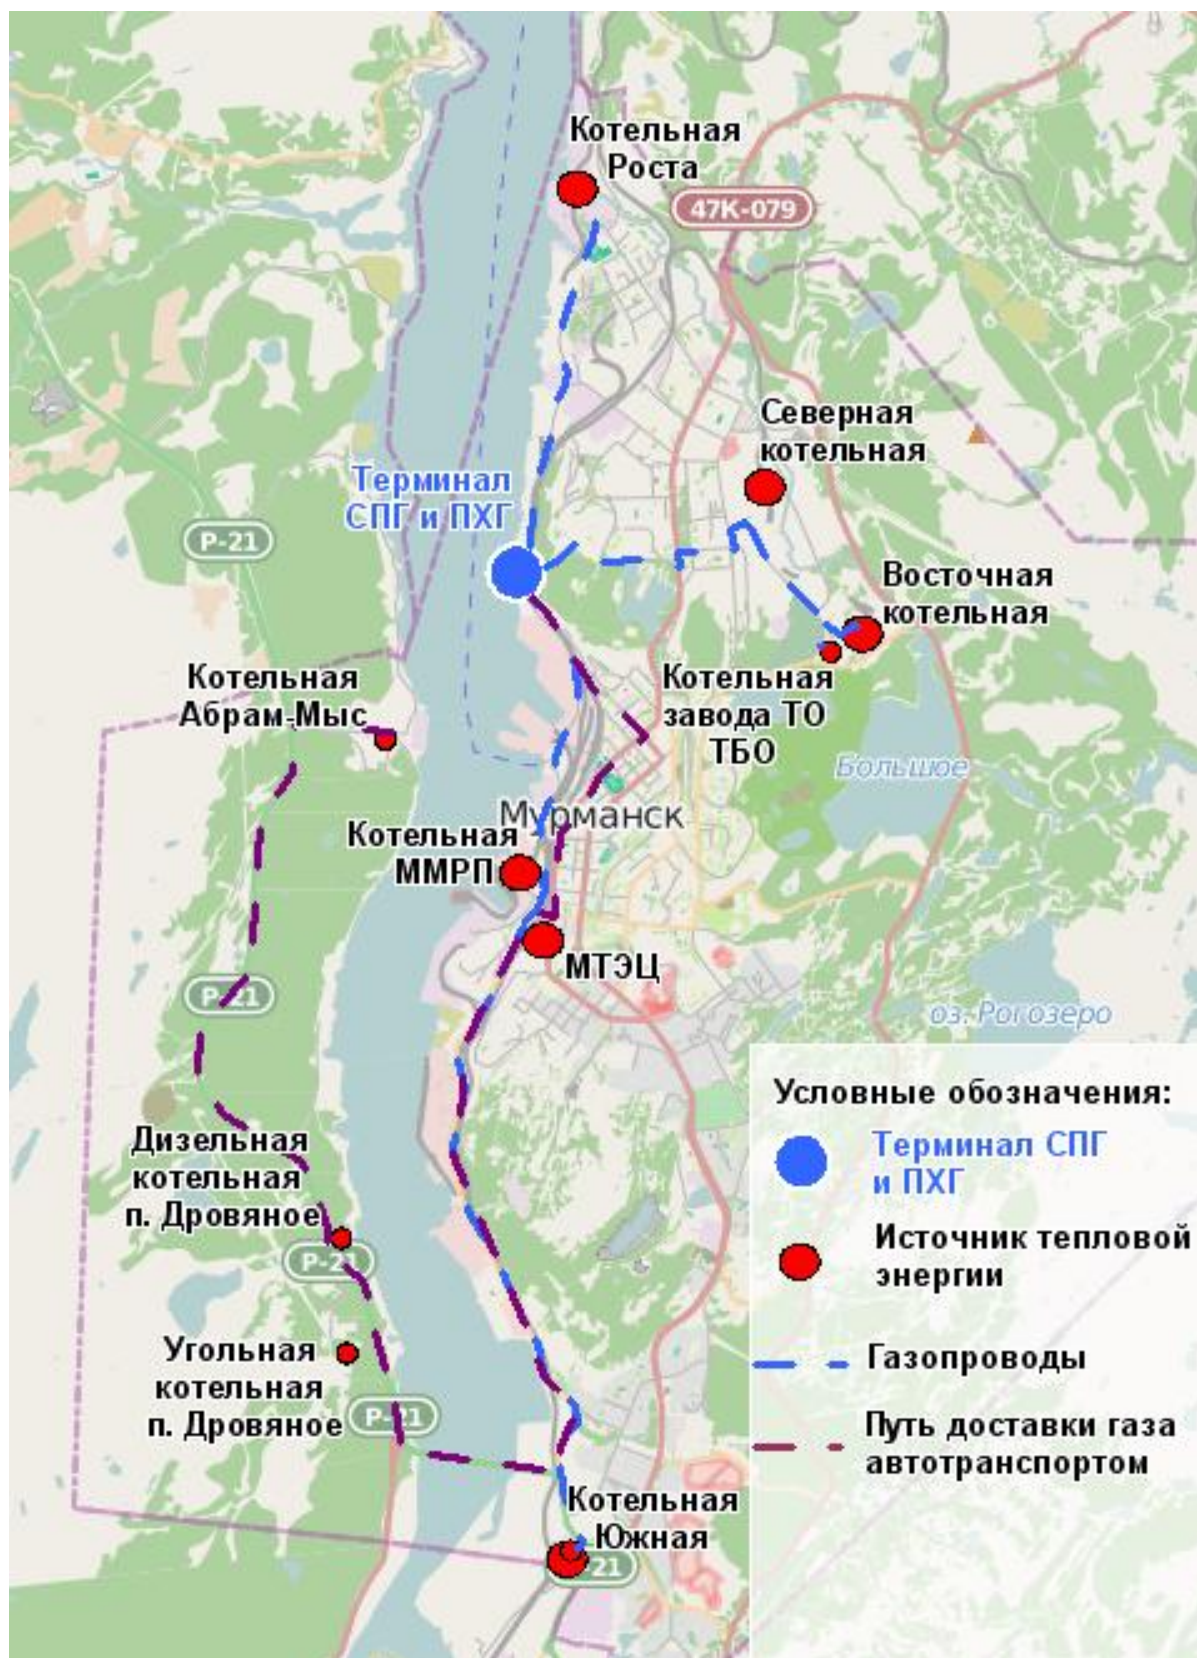 Котельная
Роста
47К-079
Северная
котельная
Терминал
СПГ и ПХГ
Р-21
Восточная
котельная
Котельная
Абрам-Мыс
Котельная
завода ТО
ТБО
Большое
Мурманск
Котельная
ММРП
МТЭЦ
Р-21
оз. Рогозеро
Условные обозначения:
Терминал СПГ
и ПХГ
Источник тепловой
энергии
Газопроводы
Путь доставки газа
автотранспортом
Дизельная
котельная
п. Дровяное
Р-21
Угольная
котельная
п. Дровяное
Р-21
Котельная
Южная
-21